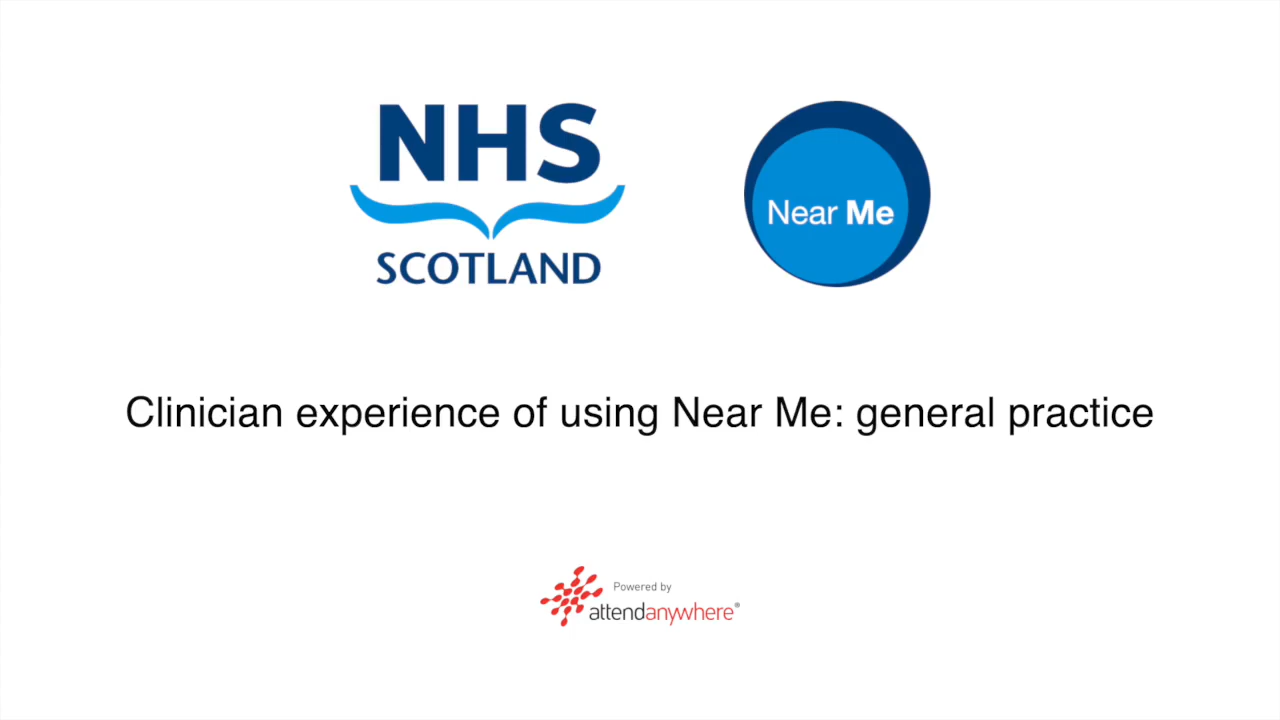 NHS
SCOTLAND
Near Me
Clinician experience of using Near Me: general practice
Powered by
attendanywhere®